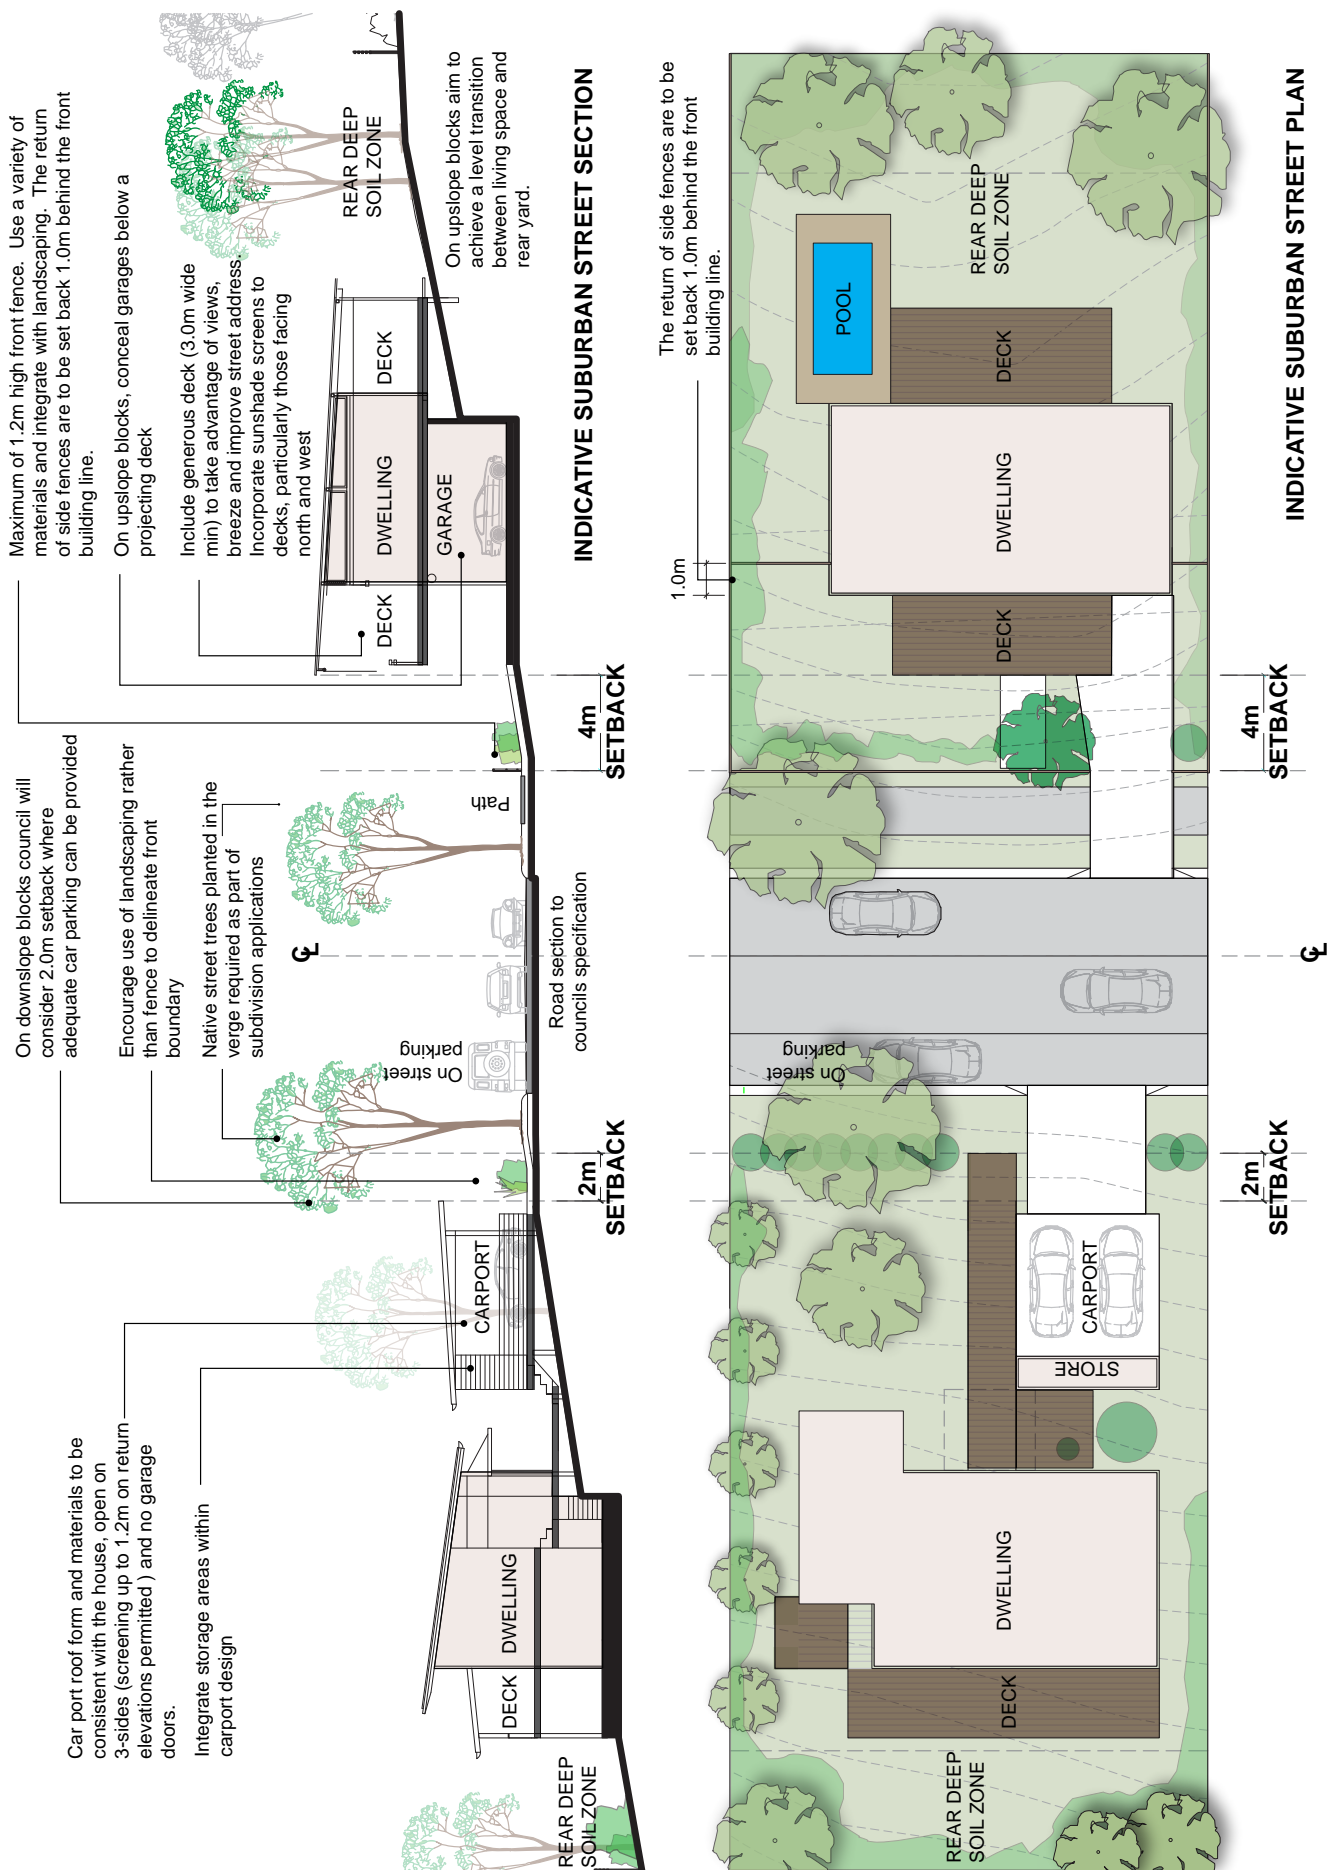 Car port roof form and materials to be
consistent with the house, open on
3-sides (screening up to 1.2m on return
elevations permitted ) and no garage
doors.
Integrate storage areas within
carport design
On downslope blocks council will
consider 2.0m setback where
adequate car parking can be provided
Encourage use of landscaping rather
than fence to delineate front
boundary
Native street trees planted in the
verge required as part of
subdivision applications
Maximum of 1.2m high front fence. Use a variety of
materials and integrate with landscaping. The return
of side fences are to be set back 1.0m behind the front
building line.
On upslope blocks, conceal garages below a
projecting deck
Include generous deck (3.0m wide
min) to take advantage of views,
breeze and improve street address.
Incorporate sunshade screens to
decks, particularly those facing
north and west
REAR DEEP
SOIL ZONE
DECK
DWELLING
CARPORT
On street
parking
Path
DECK
DWELLING
DECK
GARAGE
REAR DEEP
SOIL ZONE
On upslope blocks aim to
achieve a level transition
between living space and
rear yard.
Road section to
councils specification
2m
SETBACK
4m
SETBACK
INDICATIVE SUBURBAN STREET SECTION
The return of side fences are to be
set back 1.0m behind the front
building line.
1.0m
REAR DEEP
SOIL ZONE
DECK
DWELLING
STORE
CARPORT
On street
parking
DECK
DWELLING
DECK
POOL
REAR DEEP
SOIL ZONE
2m
SETBACK
4m
SETBACK
INDICATIVE SUBURBAN STREET PLAN